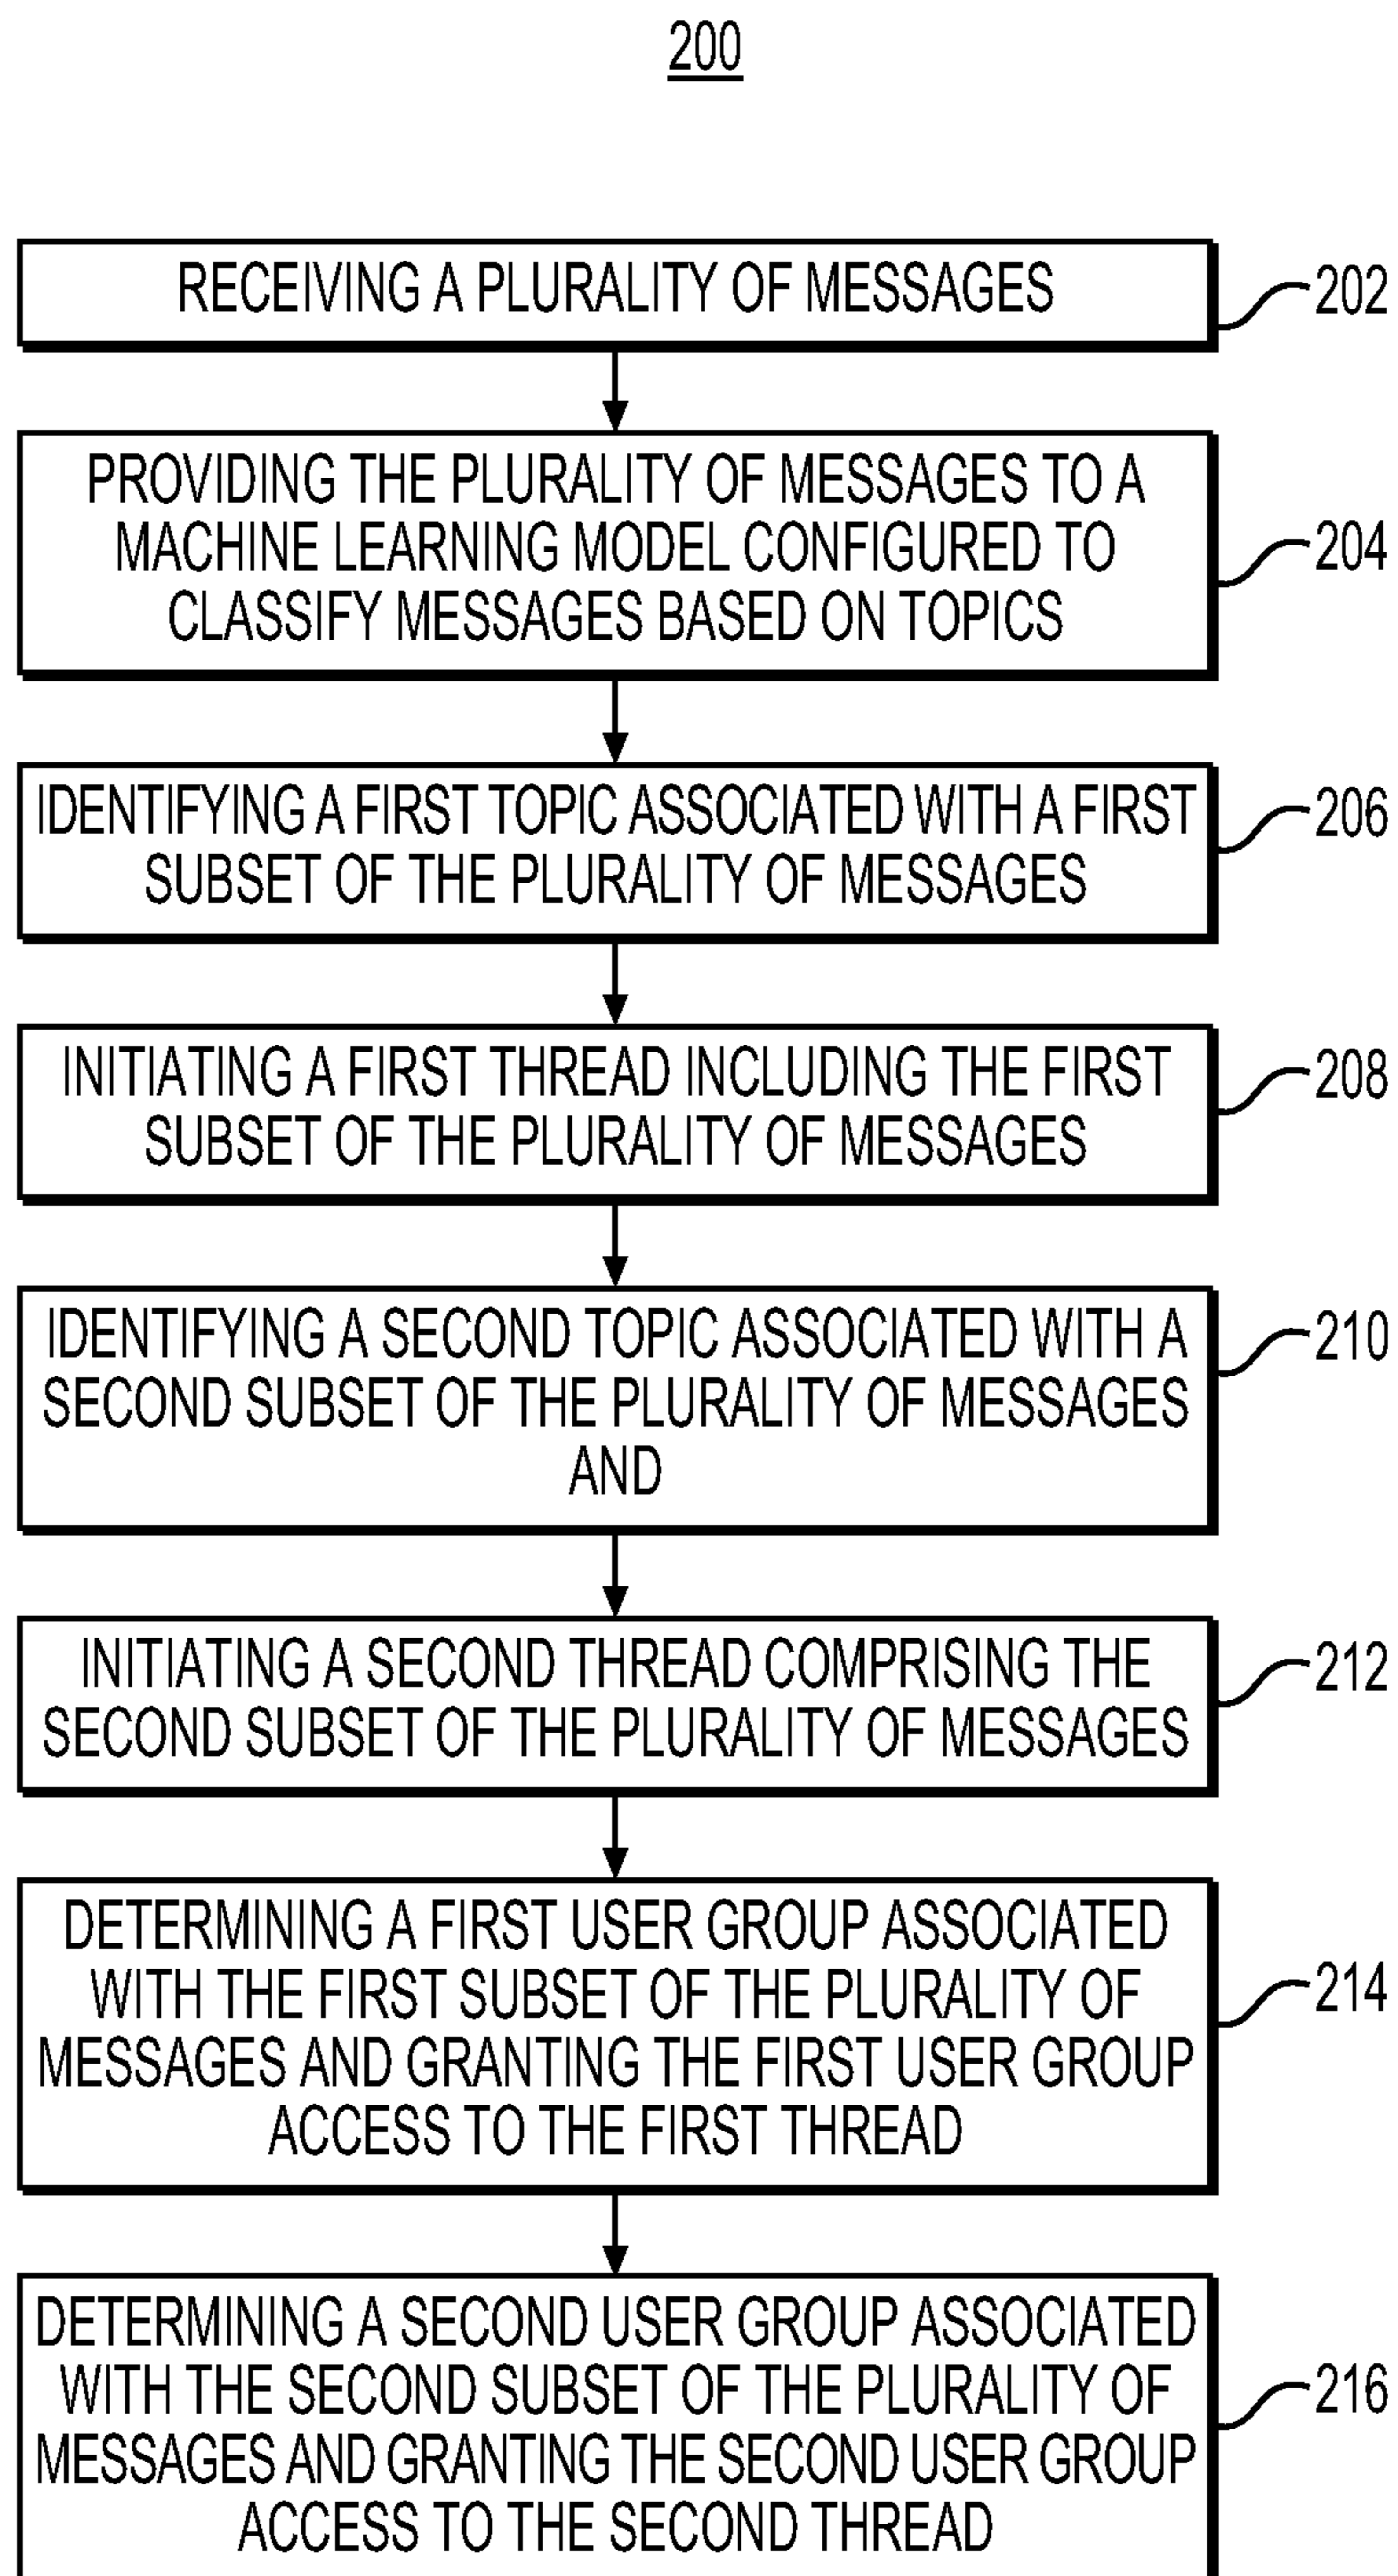 200
RECEIVING A PLURALITY OF MESSAGES
202
PROVIDING THE PLURALITY OF MESSAGES TO A
MACHINE LEARNING MODEL CONFIGURED TO
CLASSIFY MESSAGES BASED ON TOPICS
204
IDENTIFYING A FIRST TOPIC ASSOCIATED WITH A FIRST
SUBSET OF THE PLURALITY OF MESSAGES
206
INITIATING A FIRST THREAD INCLUDING THE FIRST
SUBSET OF THE PLURALITY OF MESSAGES
208
IDENTIFYING A SECOND TOPIC ASSOCIATED WITH A
SECOND SUBSET OF THE PLURALITY OF MESSAGES
AND
210
INITIATING A SECOND THREAD COMPRISING THE
SECOND SUBSET OF THE PLURALITY OF MESSAGES
212
DETERMINING A FIRST USER GROUP ASSOCIATED
WITH THE FIRST SUBSET OF THE PLURALITY OF
MESSAGES AND GRANTING THE FIRST USER GROUP
ACCESS TO THE FIRST THREAD
214
DETERMINING A SECOND USER GROUP ASSOCIATED
WITH THE SECOND SUBSET OF THE PLURALITY OF
MESSAGES AND GRANTING THE SECOND USER GROUP
ACCESS TO THE SECOND THREAD
216